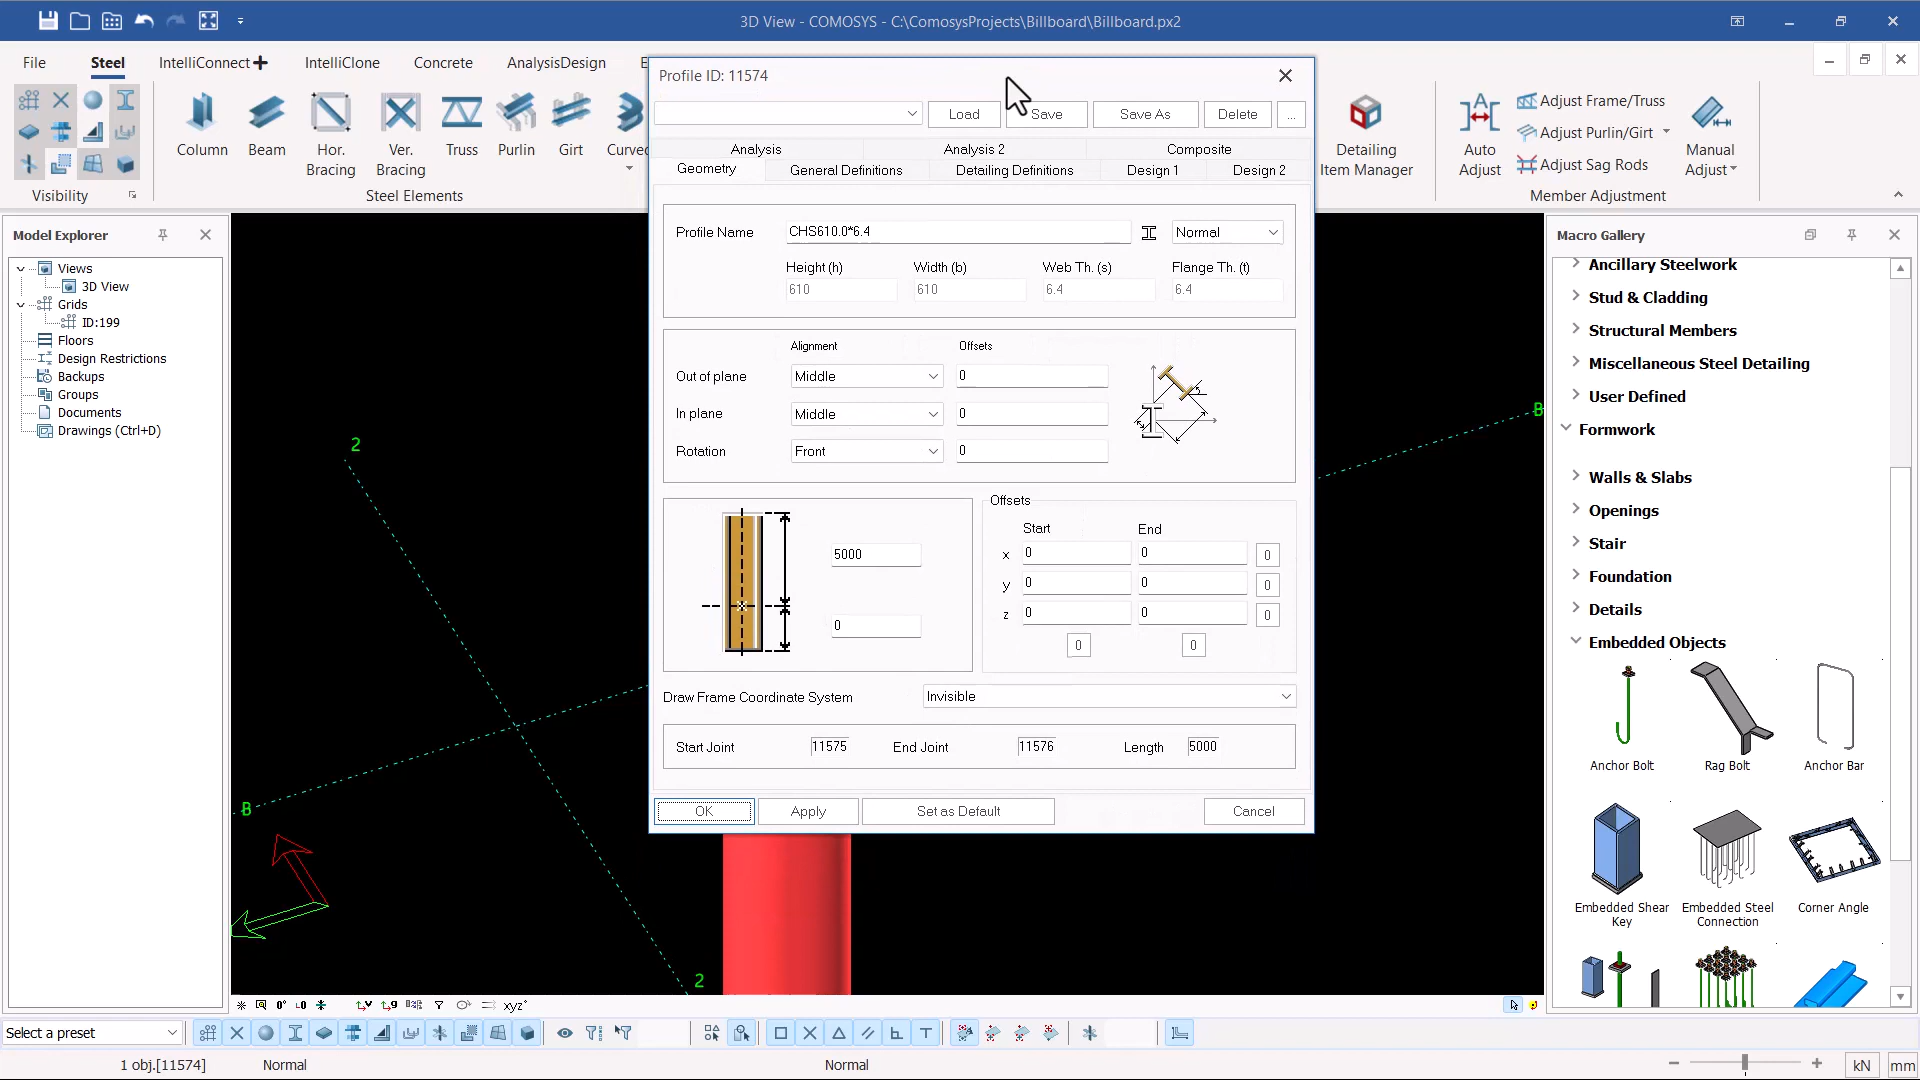 3D View - COMOSYS - C:\ComosysProjects\Billboard\Billboard.px2
File
Steel
IntelliConnect
IntelliClone
Concrete
AnalysisDesign
Column
Beam
Hor.
Bracing
Ver.
Bracing
Truss
Purlin
Girt
Curved
Visibility
Steel Elements
Detailing
Item Manager
Auto
Adjust
Adjust Frame/Truss
Adjust Purlin/Girt
Adjust Sag Rods
Manual
Adjust
Member Adjustment
Model Explorer
Views
3D View
Grids
ID:199
Floors
Design Restrictions
Backups
Groups
Documents
Drawings (Ctrl+D)
2
B
2
B
Profile ID: 11574
Load
Save
Save As
Delete
...
Analysis
Analysis 2
Composite
Geometry
General Definitions
Detailing Definitions
Design 1
Design 2
Profile Name
CHS610.0*6.4
Normal
Height (h)
Width (b)
Web Th. (s)
Flange Th. (t)
610
610
6.4
6.4
Alignment
Offsets
Out of plane
Middle
0
In plane
Middle
0
Rotation
Front
0
5000
0
Offsets
Start
End
x
0
0
0
y
0
0
0
z
0
0
0
0
0
Draw Frame Coordinate System
Invisible
Start Joint
11575
End Joint
11576
Length
5000
OK
Apply
Set as Default
Cancel
Macro Gallery
Ancillary Steelwork
Stud & Cladding
Structural Members
Miscellaneous Steel Detailing
User Defined
Formwork
Walls & Slabs
Openings
Stair
Foundation
Details
Embedded Objects
Anchor Bolt
Rag Bolt
Anchor Bar
Embedded Shear
Key
Embedded Steel
Connection
Corner Angle
xyz
Select a preset
1 obj.[11574]
Normal
Normal
kN
mm